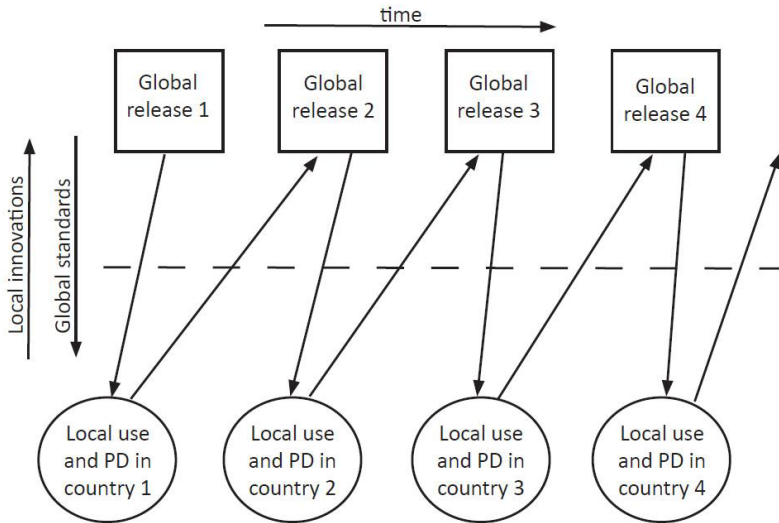 time
Global
release 1
Global
release 2
Global
release 3
Global
release 4
Local innovations
Global standards
Local use
and PD in
country 1
Local use
and PD in
country 2
Local use
and PD in
country 3
Local use
and PD in
country 4